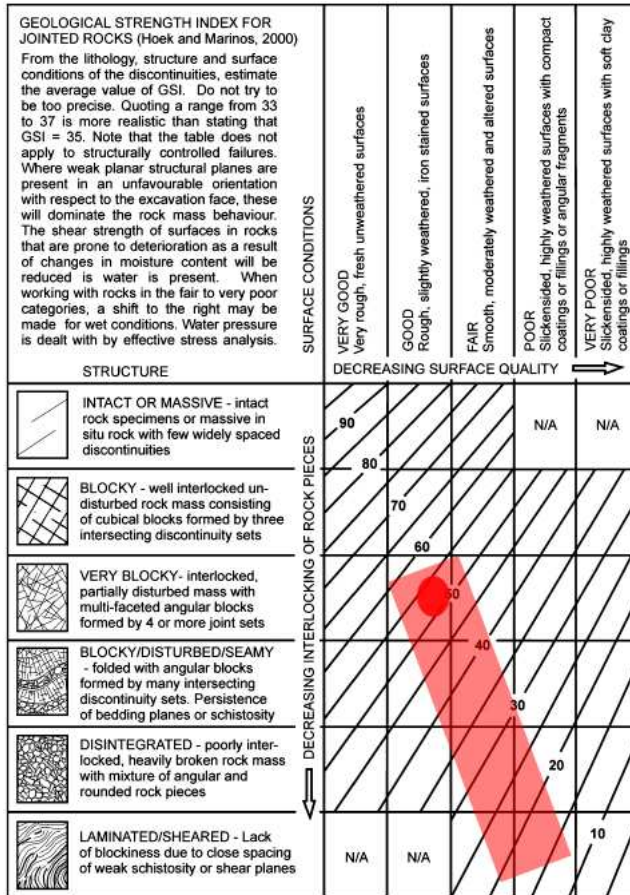 GEOLOGICAL STRENGTH INDEX FOR
JOINTED ROCKS (Hoek and Marinos, 2000)
From the lithology, structure and surface
conditions of the discontinuities, estimate
the average value of GSI. Do not try to
be too precise. Quoting a range from 33
to 37 is more realistic than stating that
GSI = 35. Note that the table does not
apply to structurally controlled failures.
Where weak planar structural planes are
present in an unfavourable orientation
with respect to the excavation face, these
will dominate the rock mass behaviour.
The shear strength of surfaces in rocks
that are prone to deterioration as a result
of changes in moisture content will be
reduced is water is present. When
working with rocks in the fair to very poor
categories, a shift to the right may be
made for wet conditions. Water pressure
is dealt with by effective stress analysis.
STRUCTURE
SURFACE CONDITIONS
VERY GOOD
Very rough, fresh unweathered surfaces
GOOD
Rough, slightly weathered, iron stained surfaces
FAIR
Smooth, moderately weathered and altered surfaces
POOR
Slickensided, highly weathered surfaces with compact
coatings or fillings or angular fragments
VERY POOR
Slickensided, highly weathered surfaces with soft clay
coatings or fillings
DECREASING SURFACE QUALITY
DECREASING INTERLOCKING OF ROCK PIECES
INTACT OR MASSIVE - intact
rock specimens or massive in
situ rock with few widely spaced
discontinuities
BLOCKY - well interlocked un-
disturbed rock mass consisting
of cubical blocks formed by three
intersecting discontinuity sets
VERY BLOCKY- interlocked,
partially disturbed mass with
multi-faceted angular blocks
formed by 4 or more joint sets
BLOCKY/DISTURBED/SEAMY
- folded with angular blocks
formed by many intersecting
discontinuity sets. Persistence
of bedding planes or schistosity
DISINTEGRATED - poorly inter-
locked, heavily broken rock mass
with mixture of angular and
rounded rock pieces
LAMINATED/SHEARED - Lack
of blockiness due to close spacing
of weak schistosity or shear planes
90
N/A
N/A
80
70
60
50
40
30
20
10
N/A
N/A